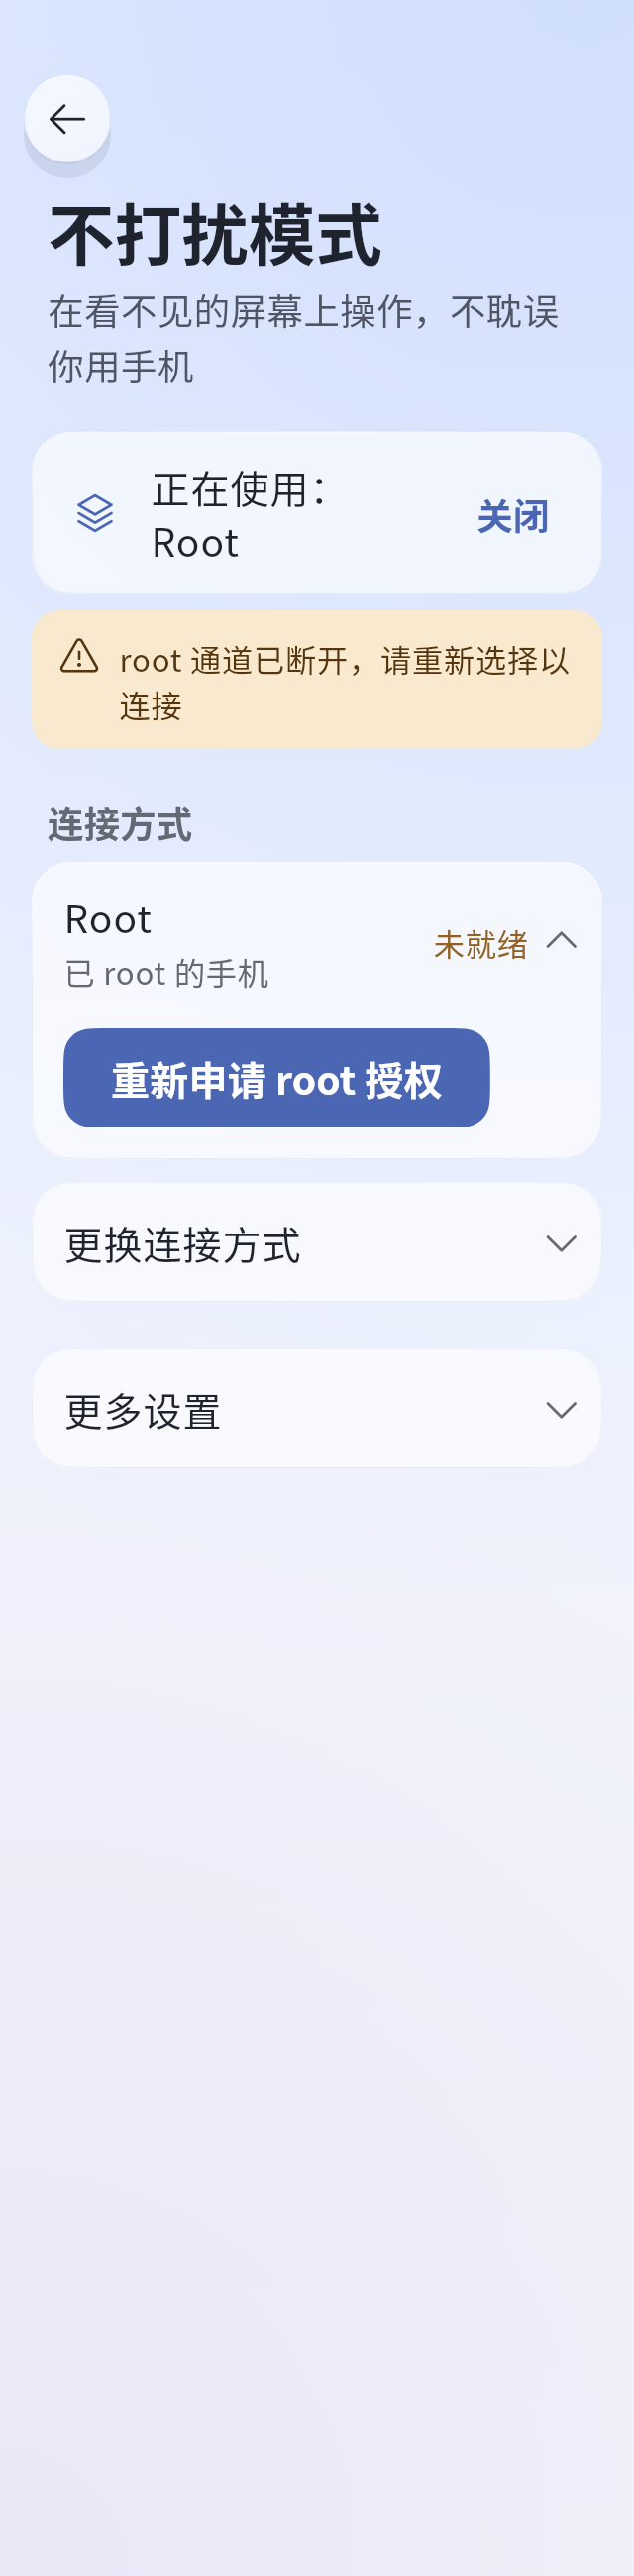 不打扰模式
在看不见的屏幕上操作，不耽误
你用手机
正在使用：
Root
关闭
root 通道已断开，请重新选择以
连接
连接方式
Root
已 root 的手机
未就绪
重新申请 root 授权
更换连接方式
更多设置